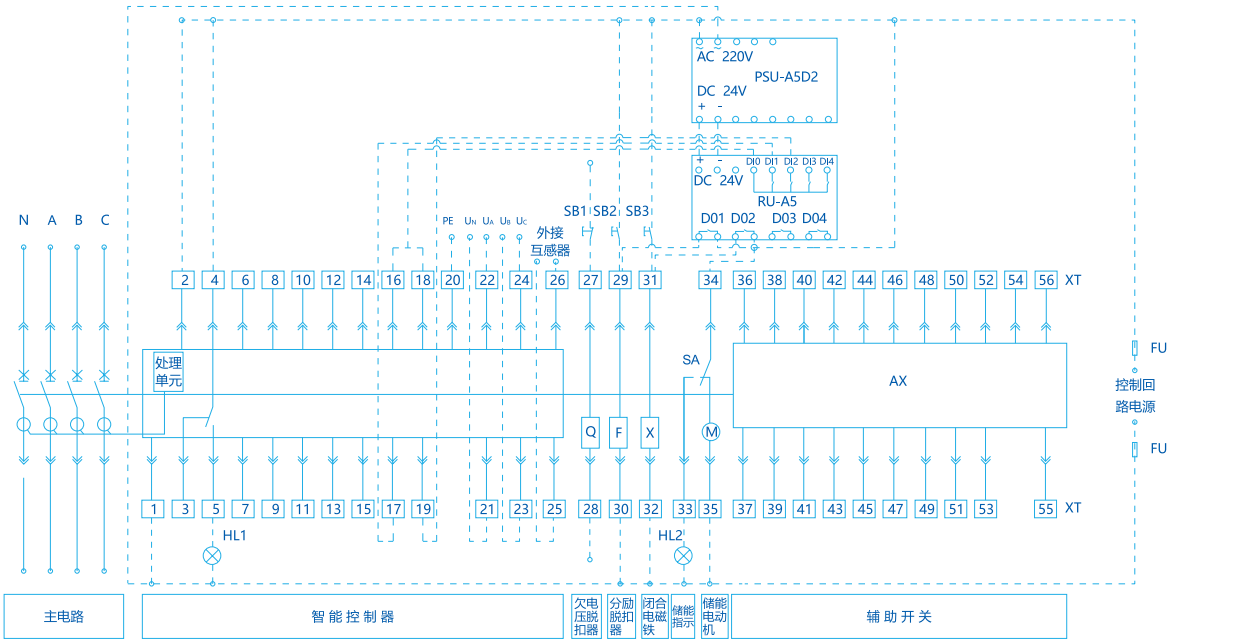 AC 220V
PSU-A5D2
DC 24V
+ -
+ - DI0 DI1 DI2 DI3 DI4
DC 24V
RU-A5
D01 D02 D03 D04
N A B C
PE UN UA UB UC
外接
互感器
SB1 SB2 SB3
2 4 6 8 10 12 14 16 18 20 22 24 26 27 29 31 34 36 38 40 42 44 46 48 50 52 54 56 XT
处理
单元
SA
AX
FU
控制回
路电源
FU
Q F X M
1 3 5 7 9 11 13 15 17 19 21 23 25 28 30 32 33 35 37 39 41 43 45 47 49 51 53 55 XT
HL1
HL2
主电路
智能控制器
欠电
压脱
扣器
分励
脱扣
器
闭合
电磁
铁
储能
指示
储能
电动
机
辅助开关